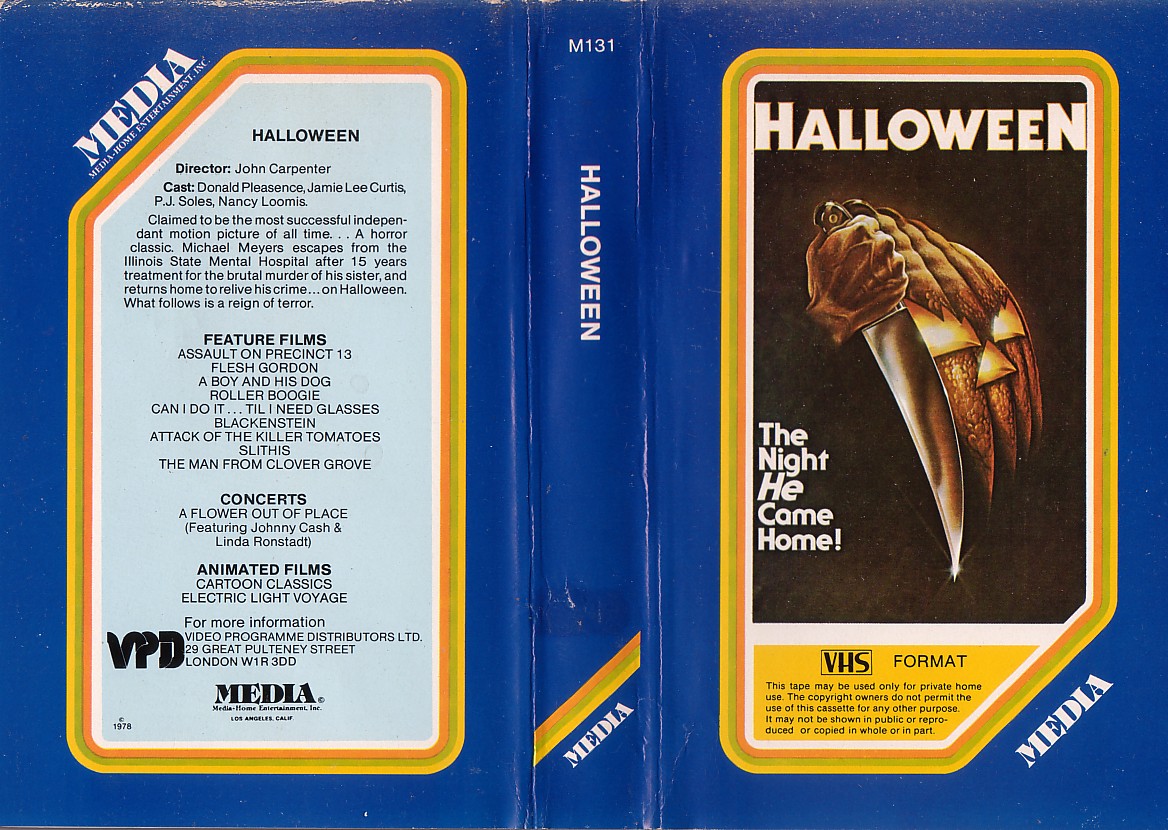 MEDIA
MEDIA-HOME ENTERTAINMENT, INC
HALLOWEEN
Director: John Carpenter
Cast: Donald Pleasence, Jamie Lee Curtis,
P.J. Soles, Nancy Loomis.
Claimed to be the most successful indepen-
dant motion picture of all time. . . A horror
classic. Michael Meyers escapes from the
Illinois State Mental Hospital after 15 years
treatment for the brutal murder of his sister, and
returns home to relive his crime... on Halloween.
What follows is a reign of terror.
FEATURE FILMS
ASSAULT ON PRECINCT 13
FLESH GORDON
A BOY AND HIS DOG
ROLLER BOOGIE
CAN I DO IT ... TIL I NEED GLASSES
BLACKENSTEIN
ATTACK OF THE KILLER TOMATOES
SLITHIS
THE MAN FROM CLOVER GROVE
CONCERTS
A FLOWER OUT OF PLACE
(Featuring Johnny Cash &
Linda Ronstadt)
ANIMATED FILMS
CARTOON CLASSICS
ELECTRIC LIGHT VOYAGE
For more information
VPD VIDEO PROGRAMME DISTRIBUTORS LTD.
29 GREAT PULTENEY STREET
LONDON W1R 3DD
MEDIA©
Media-Home Entertainment, Inc.
LOS ANGELES, CALIF.
©
1978
M131
HALLOWEEN
MEDIA
HALLOWEEN
The
Night
He
Came
Home!
VHS FORMAT
This tape may be used only for private home
use. The copyright owners do not permit the
use of this cassette for any other purpose.
It may not be shown in public or repro-
duced or copied in whole or in part.
MEDIA